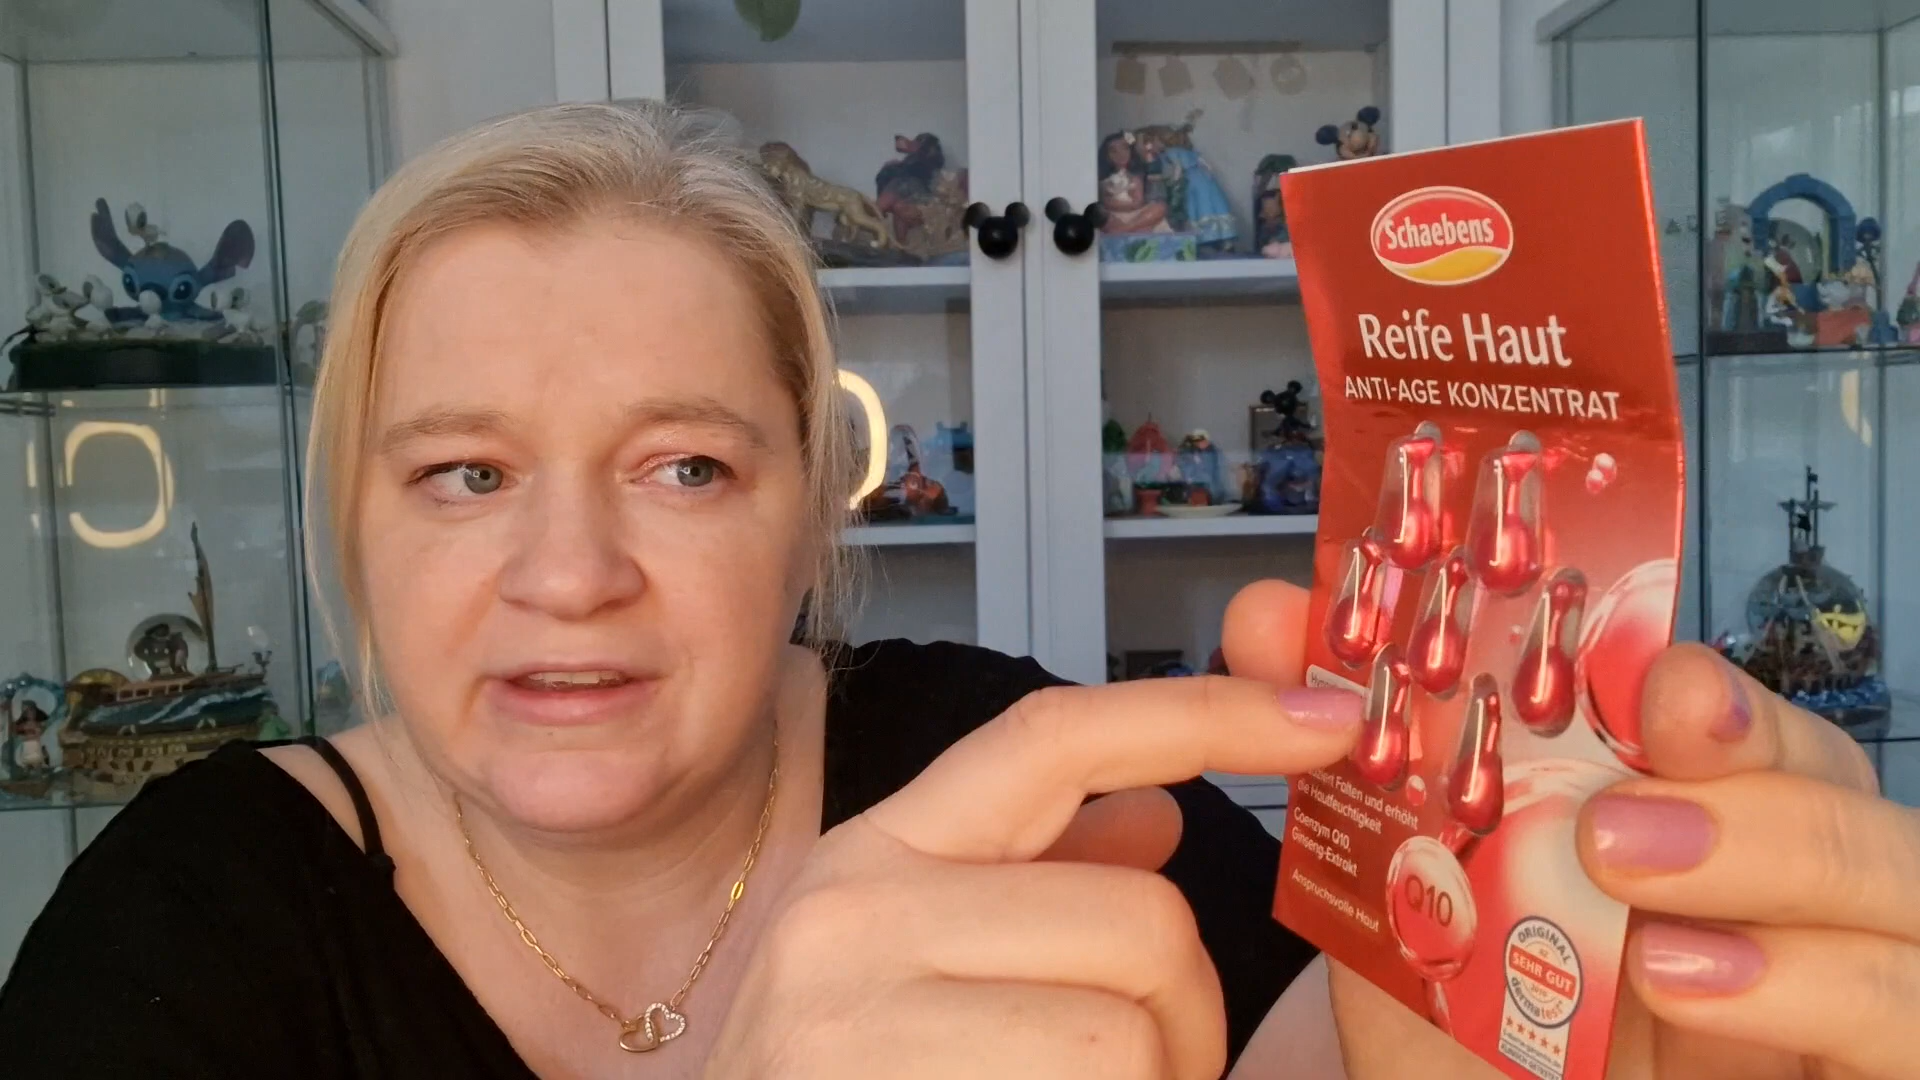 Schaebens
Reife Haut
ANTI-AGE KONZENTRAT
Falten und erhöht
die Hautfeuchtigkeit
Coenzym Q10,
Ginseng-Extrakt
Anspruchsvolle Haut
Q10
ORIGINAL
SEHR GUT
dermatest